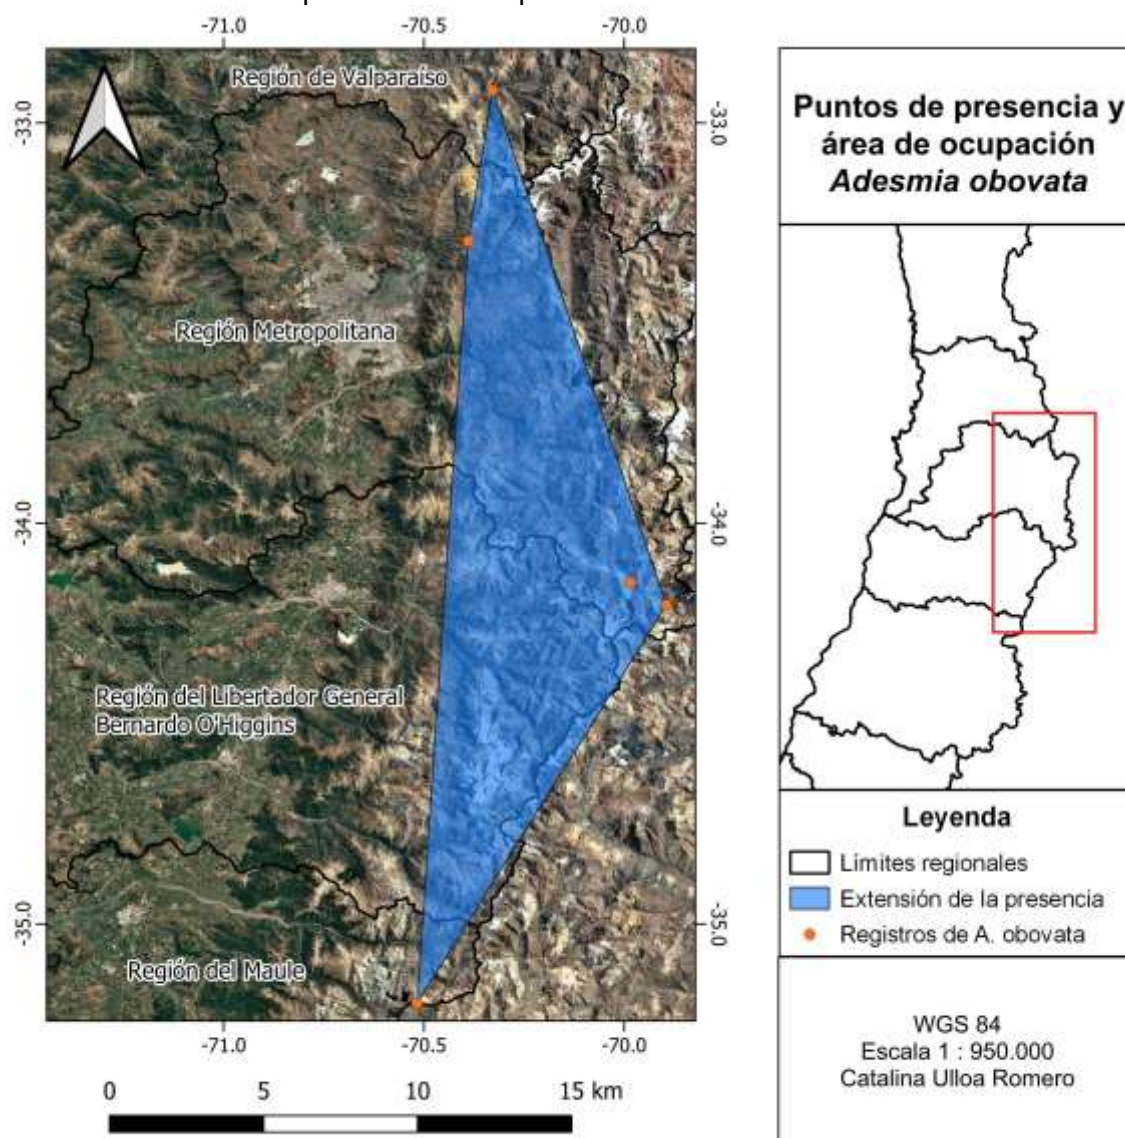 -71.0 -70.5 -70.0
Región de Valparaíso
-33.0 -33.0
Región Metropolitana
-34.0 -34.0
Región del Libertador General
Bernardo O'Higgins
-35.0 -35.0
Región del Maule
-71.0 -70.5 -70.0
0 5 10 15 km
Puntos de presencia y
área de ocupación
Adesmia obovata
Leyenda
Límites regionales
Extensión de la presencia
Registros de A. obovata
WGS 84
Escala 1 : 950.000
Catalina Ulloa Romero